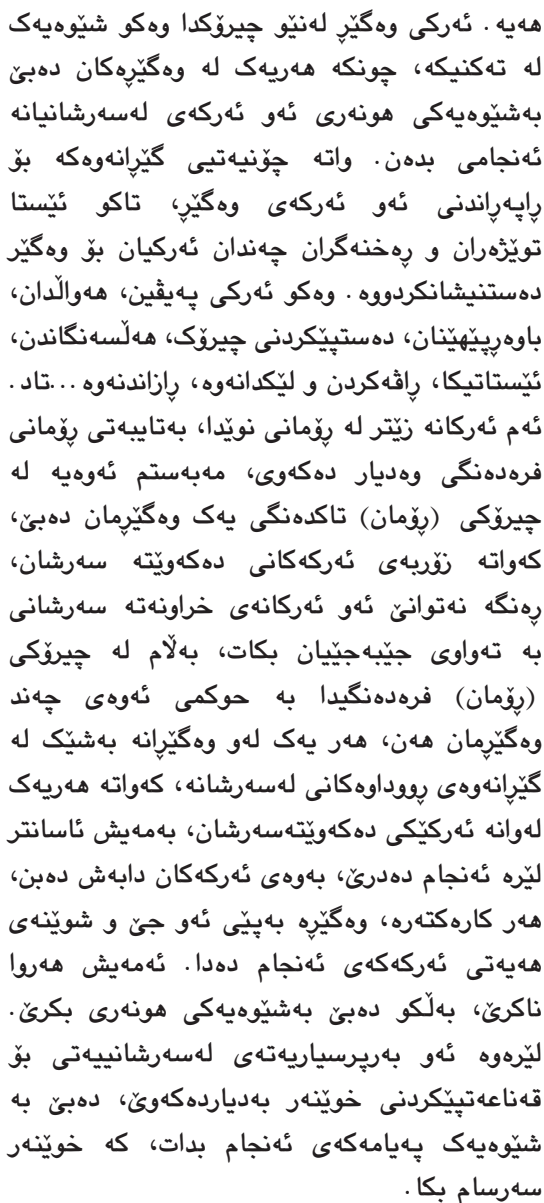 هەیە. ئەرکی وەگێڕ لەنێو چیرۆکدا وەکو شێوەیەک
لە تەکنیکە، چونکە هەریەک لە وەگێڕەکان دەبێ
بەشێوەیەکی هونەری ئەو ئەرکەی لەسەرشانیانە
ئەنجامی بدەن. واتە چۆنیەتیی گێڕانەوەکە بۆ
ڕاپەڕاندنی ئەو ئەرکەی وەگێڕ، تاکو ئێستا
توێژەران و ڕەخنەگران چەندان ئەرکیان بۆ وەگێڕ
دەستنیشانکردووە. وەکو ئەرکی پەیڤین، هەواڵدان،
باوەڕپێهێنان، دەستپێکردنی چیرۆک، هەڵسەنگاندن،
ئێستاتیکا، ڕاڤەکردن و لێکدانەوە، ڕازاندنەوە...تاد.
ئەم ئەرکانە زێتر لە ڕۆمانی نوێدا، بەتایبەتی ڕۆمانی
فرەدەنگی وەدیار دەکەوی، مەبەستم ئەوەیە لە
چیرۆکی (ڕۆمان) تاکدەنگی یەک وەگێڕمان دەبێ،
کەواتە زۆربەی ئەرکەکانی دەکەوێتە سەرشان،
ڕەنگە نەتوانێ ئەو ئەرکانەی خراونەتە سەرشانی
بە تەواوی جێبەجێیان بکات، بەڵام لە چیرۆکی
(ڕۆمان) فرەدەنگیدا بە حوکمی ئەوەی چەند
وەگێڕمان هەن، هەر یەک لەو وەگێڕانە بەشێک لە
گێڕانەوەی ڕووداوەکانی لەسەرشانە، کەواتە هەریەک
لەوانە ئەرکێکی دەکەوێتەسەرشان، بەمەیش ئاسانتر
لێرە ئەنجام دەدرێ، بەوەی ئەرکەکان دابەش دەبن،
هەر کارەکتەرە، وەگێڕە بەپێی ئەو جێ و شوێنەی
هەیەتی ئەرکەکەی ئەنجام دەدا. ئەمەیش هەروا
ناکرێ، بەڵکو دەبێ بەشێوەیەکی هونەری بکرێ.
لێرەوە ئەو بەرپرسیاریەتەی لەسەرشانییەتی بۆ
قەناعەتپێکردنی خوێنەر بەدیاردەکەوێ، دەبێ بە
شێوەیەک پەیامەکەی ئەنجام بدات، کە خوێنەر
سەرسام بکا.